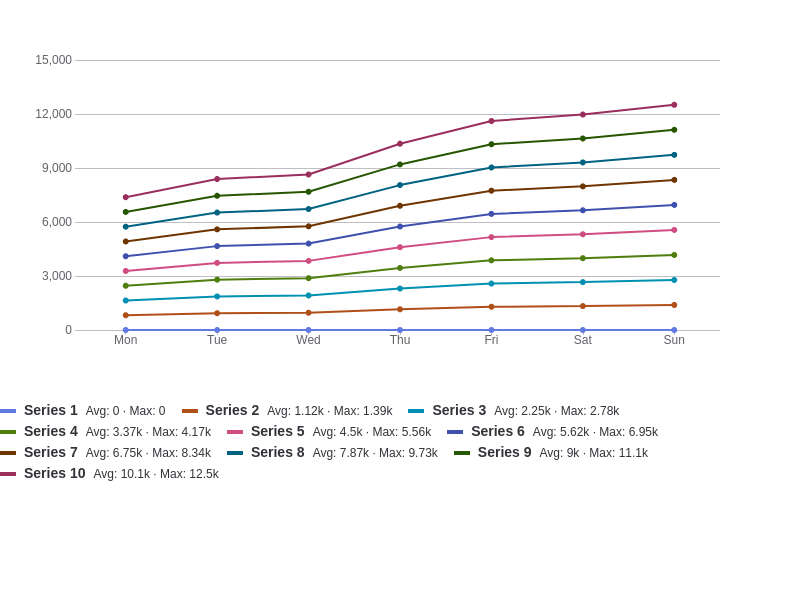 15,000
12,000
9,000
6,000
3,000
0
Mon Tue Wed Thu Fri Sat Sun
Series 1 Avg: 0 · Max: 0 Series 2 Avg: 1.12k · Max: 1.39k Series 3 Avg: 2.25k · Max: 2.78k
Series 4 Avg: 3.37k · Max: 4.17k Series 5 Avg: 4.5k · Max: 5.56k Series 6 Avg: 5.62k · Max: 6.95k
Series 7 Avg: 6.75k · Max: 8.34k Series 8 Avg: 7.87k · Max: 9.73k Series 9 Avg: 9k · Max: 11.1k
Series 10 Avg: 10.1k · Max: 12.5k